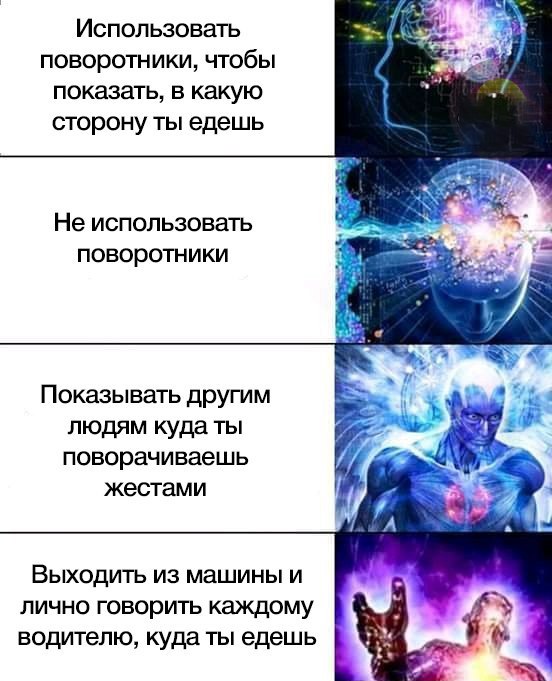 Использовать
поворотники, чтобы
показать, в какую
сторону ты едешь
Не использовать
поворотники
Показывать другим
людям куда ты
поворачиваешь
жестами
Выходить из машины и
лично говорить каждому
водителю, куда ты едешь